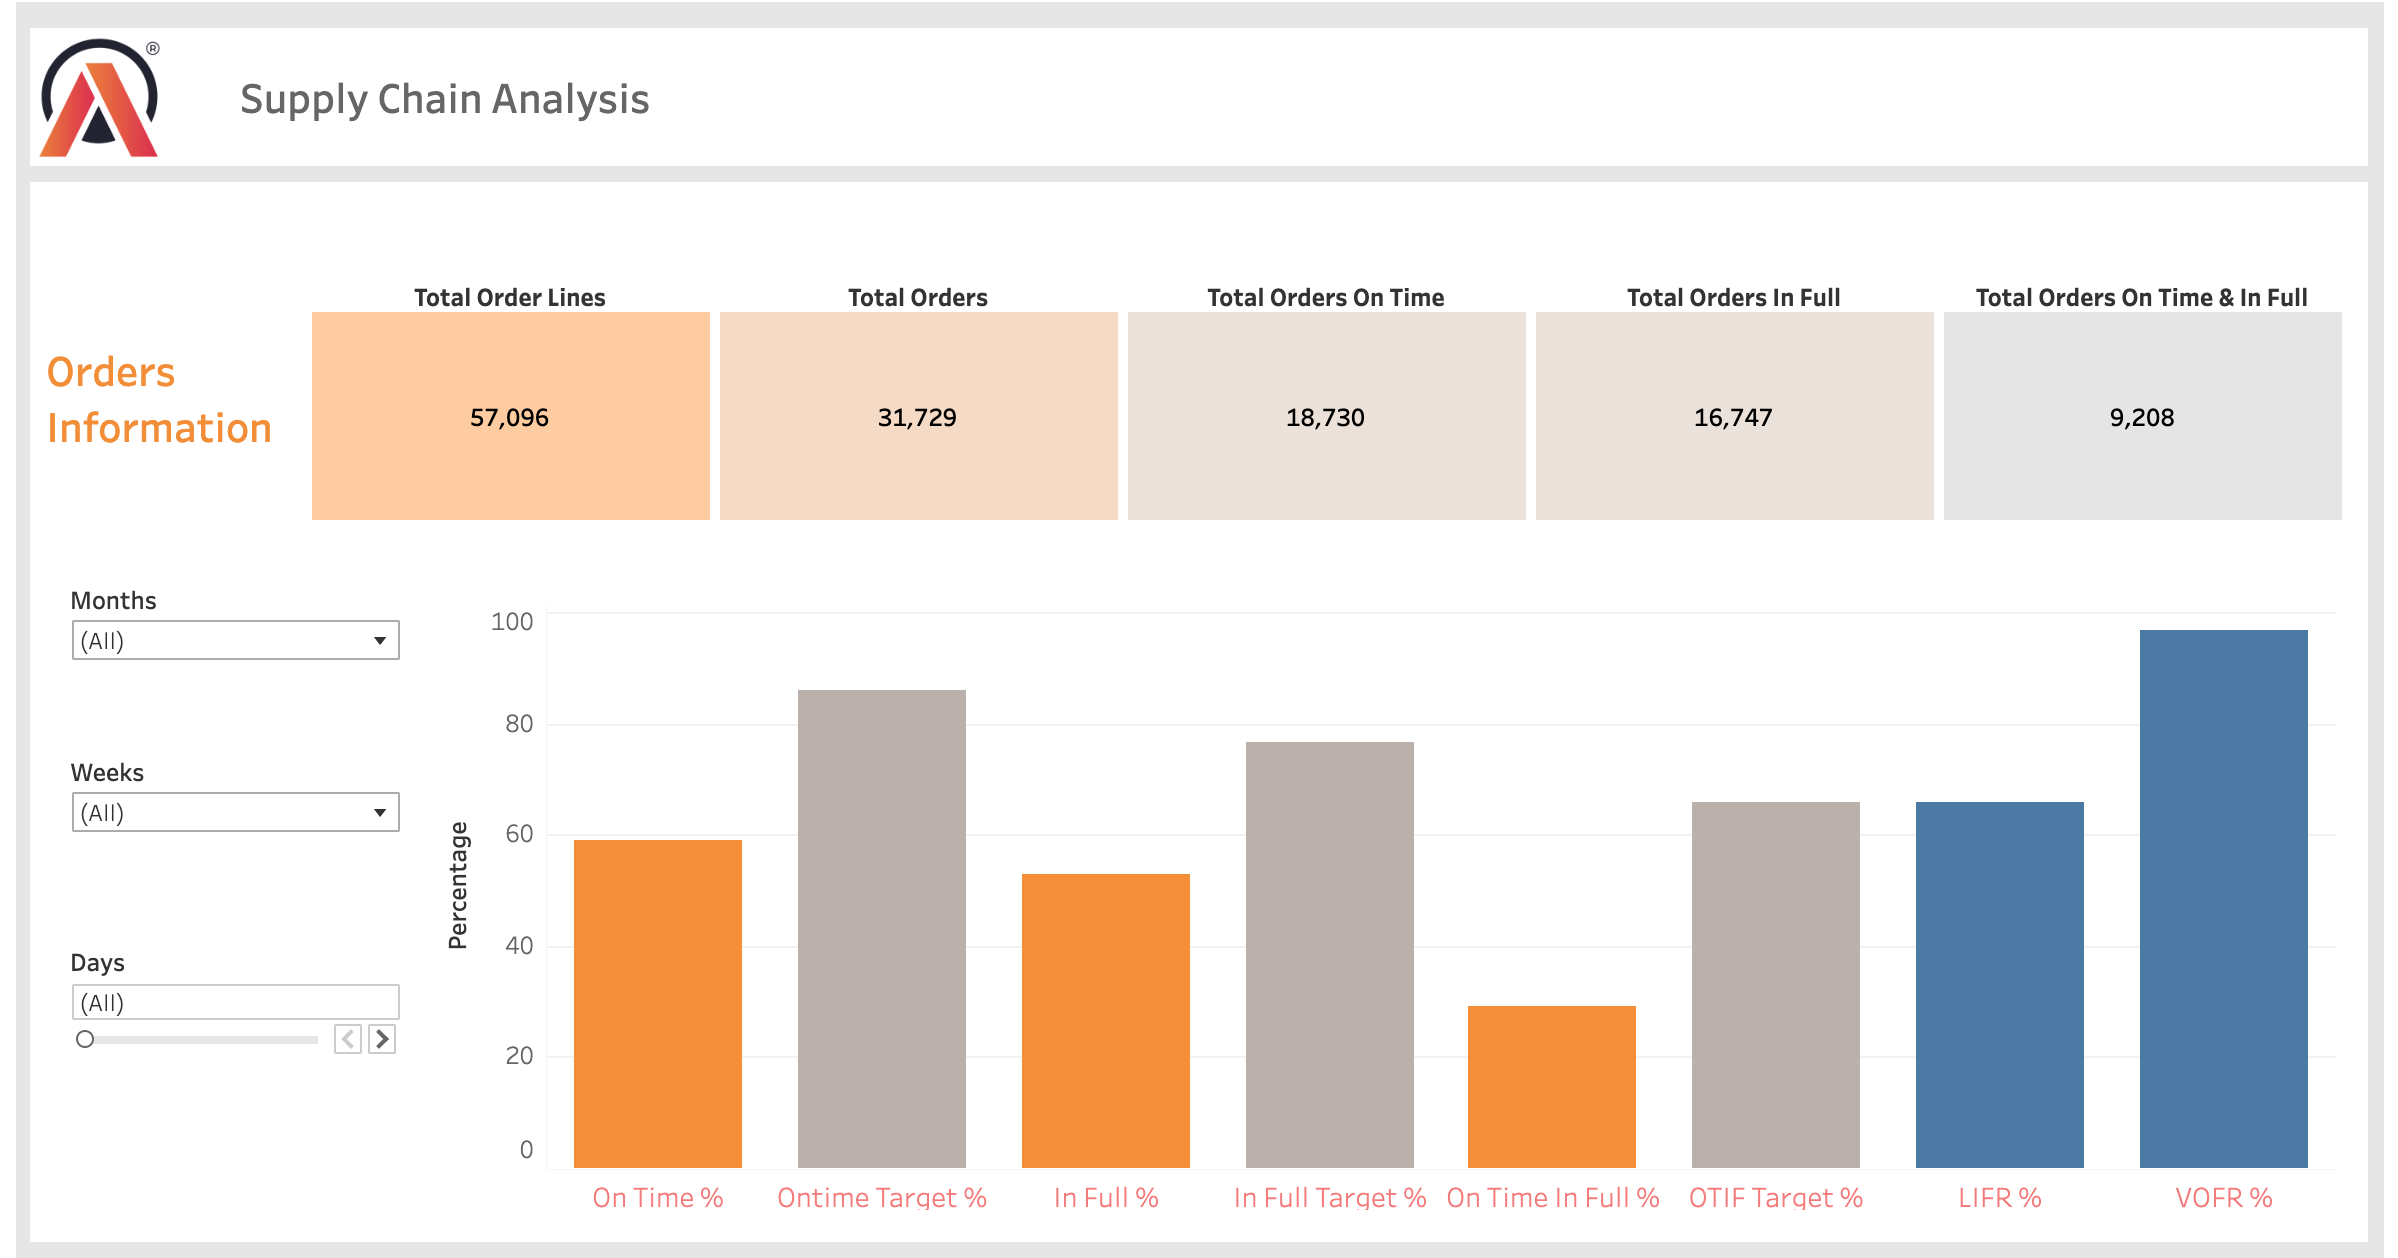 ®
Supply Chain Analysis
Total Order Lines
Total Orders
Total Orders On Time
Total Orders In Full
Total Orders On Time & In Full
Orders
Information
57,096
31,729
18,730
16,747
9,208
Months
(All)
Weeks
(All)
Days
(All)
Percentage
100
80
60
40
20
0
On Time %
Ontime Target %
In Full %
In Full Target %
On Time In Full %
OTIF Target %
LIFR %
VOFR %